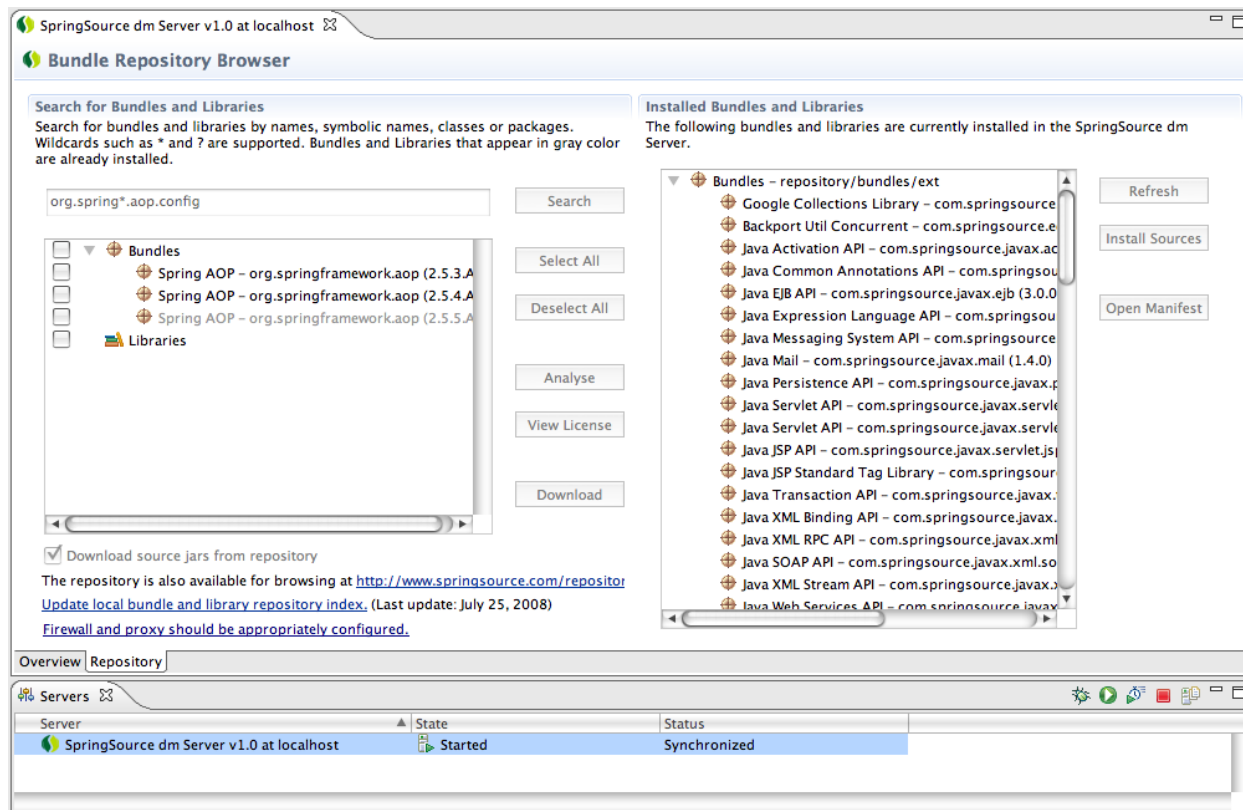 SpringSource dm Server v1.0 at localhost
Bundle Repository Browser
Search for Bundles and Libraries
Search for bundles and libraries by names, symbolic names, classes or packages.
Wildcards such as * and ? are supported. Bundles and Libraries that appear in gray color
are already installed.
org.spring*.aop.config
Search
Bundles
Spring AOP – org.springframework.aop (2.5.3.A
Spring AOP – org.springframework.aop (2.5.4.A
Spring AOP – org.springframework.aop (2.5.5.A
Libraries
Select All
Deselect All
Analyse
View License
Download
Download source jars from repository
The repository is also available for browsing at http://www.springsource.com/repositor
Update local bundle and library repository index. (Last update: July 25, 2008)
Firewall and proxy should be appropriately configured.
Installed Bundles and Libraries
The following bundles and libraries are currently installed in the SpringSource dm
Server.
Bundles – repository/bundles/ext
Google Collections Library – com.springsource
Backport Util Concurrent – com.springsource.e
Java Activation API – com.springsource.javax.ac
Java Common Annotations API – com.springsou
Java EJB API – com.springsource.javax.ejb (3.0.0
Java Expression Language API – com.springsou
Java Messaging System API – com.springsource
Java Mail – com.springsource.javax.mail (1.4.0)
Java Persistence API – com.springsource.javax.p
Java Servlet API – com.springsource.javax.servle
Java Servlet API – com.springsource.javax.servle
Java JSP API – com.springsource.javax.servlet.js
Java JSP Standard Tag Library – com.springsour
Java Transaction API – com.springsource.javax.
Java XML Binding API – com.springsource.javax.
Java XML RPC API – com.springsource.javax.xml
Java SOAP API – com.springsource.javax.xml.so
Java XML Stream API – com.springsource.javax.
Java Web Services API – com.springsource.javax
Refresh
Install Sources
Open Manifest
Overview Repository
Servers
Server State Status
SpringSource dm Server v1.0 at localhost Started Synchronized